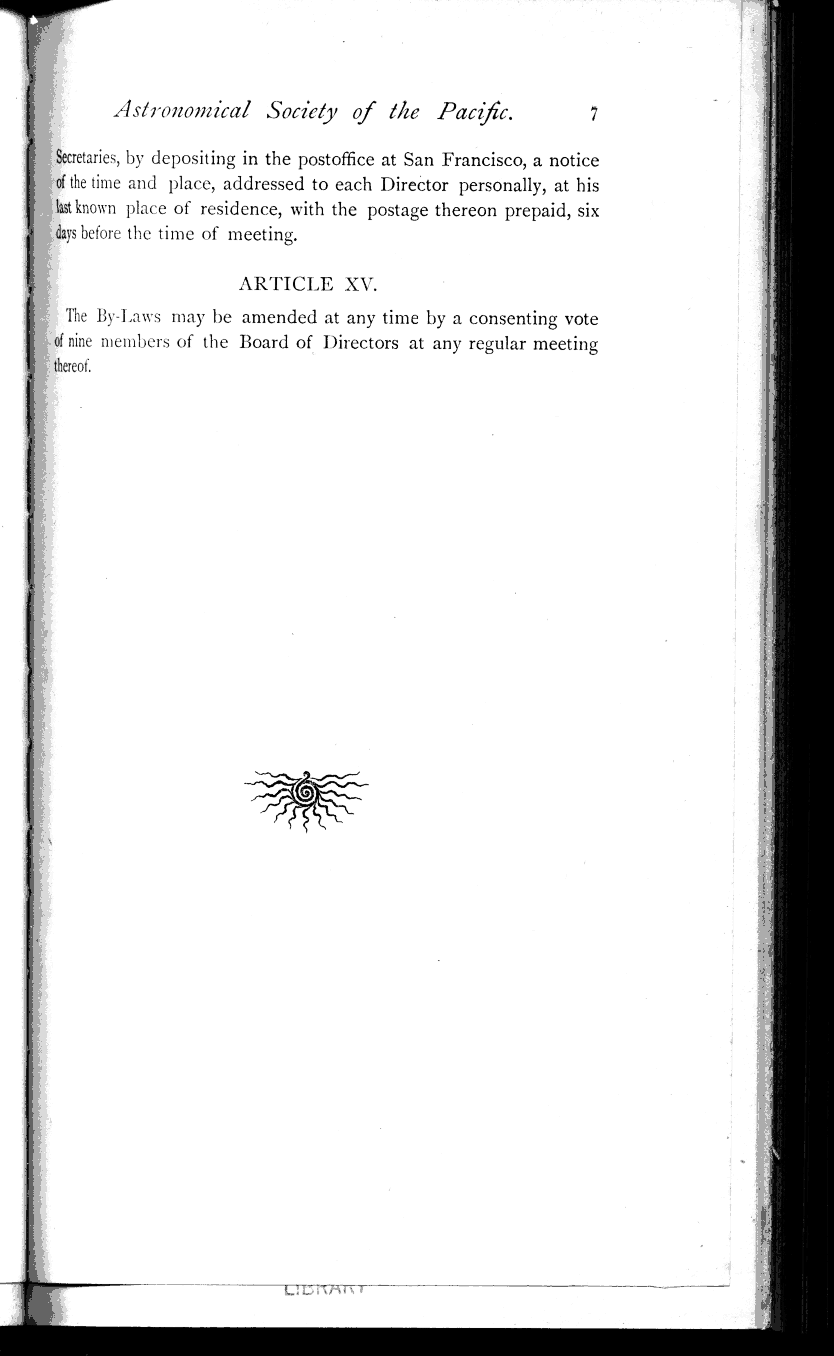 Astronomical Society of the Pacific. 7
Secretaries, by depositing in the postoffice at San Francisco, a notice
of the time and place, addressed to each Director personally, at his
last known place of residence, with the postage thereon prepaid, six
days before the time of meeting.
ARTICLE XV.
The By-Laws may be amended at any time by a consenting vote
of nine members of the Board of Directors at any regular meeting
thereof.
LIBRARY